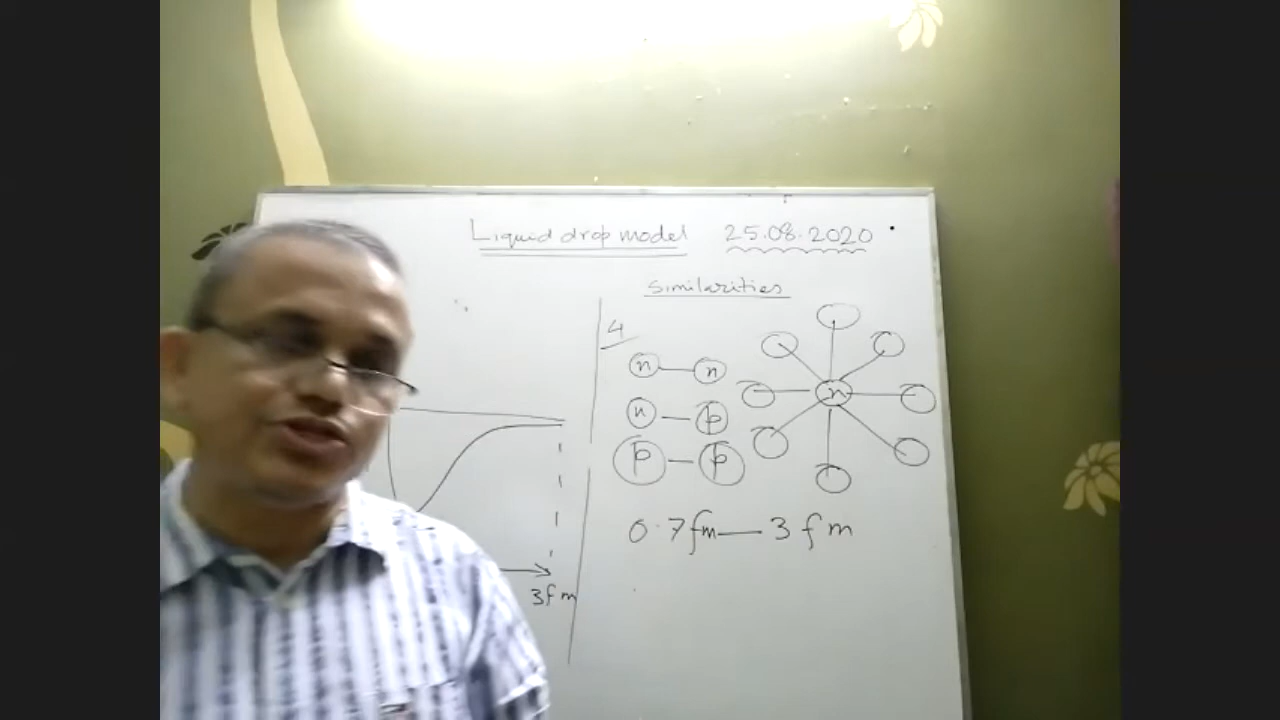 Liquid drop model 25.08.2020
similarities
4
n n
n p
p p
n
0.7fm — 3 fm
3fm